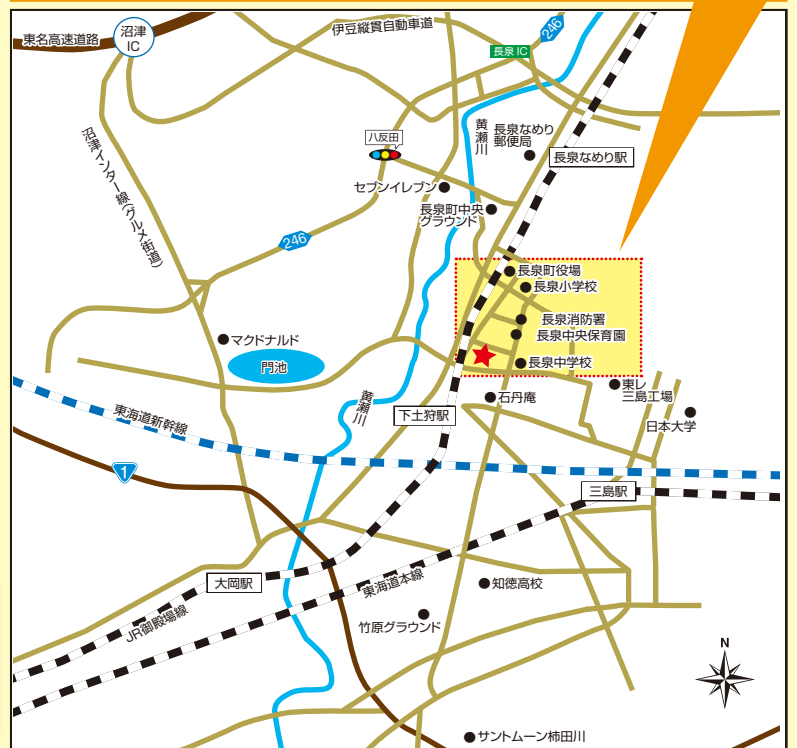 東名高速道路
沼津
IC
伊豆縦貫自動車道
246
長泉 IC
沼津インター線(グルメ街道)
八反田
黄瀬川
長泉なめり
郵便局
長泉なめり駅
セブンイレブン
長泉町中央
グラウンド
246
長泉町役場
長泉小学校
長泉消防署
長泉中央保育園
長泉中学校
マクドナルド
門池
東レ
三島工場
石丹庵
黄瀬川
下土狩駅
日本大学
東海道新幹線
1
三島駅
大岡駅
東海道本線
知徳高校
JR御殿場線
竹原グラウンド
N
サントムーン柿田川